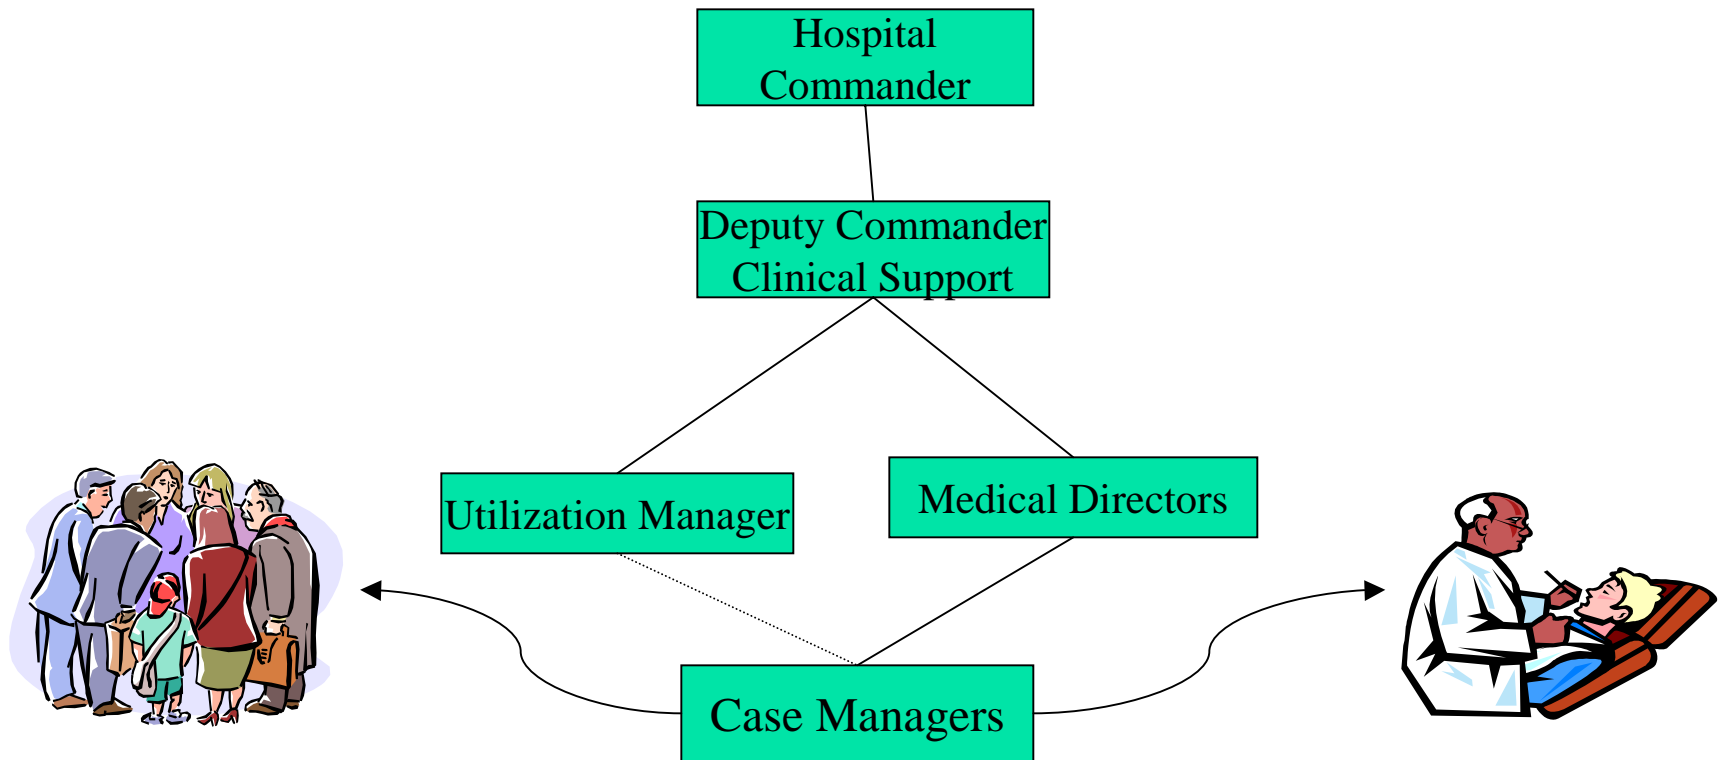 Hospital
Commander
Deputy Commander
Clinical Support
Utilization Manager
Medical Directors
Case Managers